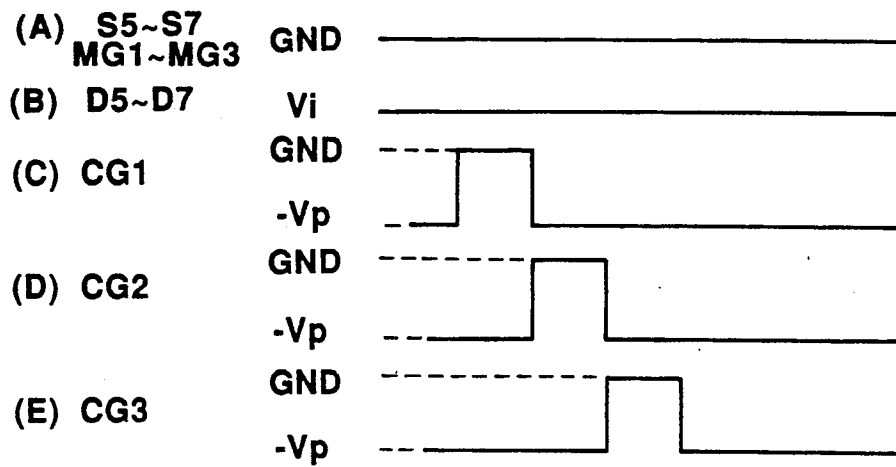 (A) S5~S7 GND
MG1~MG3
(B) D5~D7 Vi
(C) CG1 GND
-Vp
(D) CG2 GND
-Vp
(E) CG3 GND
-Vp